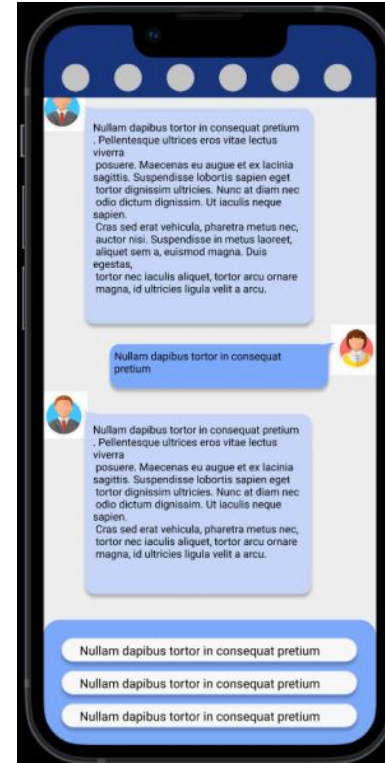 Nullam dapibus tortor in consequat pretium
. Pellentesque ultrices eros vitae lectus
viverra
posuere. Maecenas eu augue et ex lacinia
sagittis. Suspendisse lobortis sapien eget
tortor dignissim ultricies. Nunc at diam nec
odio dictum dignissim. Ut iaculis neque
sapien.
Cras sed erat vehicula, pharetra metus nec,
auctor nisi. Suspendisse in metus laoreet,
aliquet sem a, euismod magna. Duis
egestas,
tortor nec iaculis aliquet, tortor arcu ornare
magna, id ultricies ligula velit a arcu.
Nullam dapibus tortor in consequat
pretium
Nullam dapibus tortor in consequat pretium
. Pellentesque ultrices eros vitae lectus
viverra
posuere. Maecenas eu augue et ex lacinia
sagittis. Suspendisse lobortis sapien eget
tortor dignissim ultricies. Nunc at diam nec
odio dictum dignissim. Ut iaculis neque
sapien.
Cras sed erat vehicula, pharetra metus nec,
tortor nec iaculis aliquet, tortor arcu ornare
magna, id ultricies ligula velit a arcu.
Nullam dapibus tortor in consequat pretium
Nullam dapibus tortor in consequat pretium
Nullam dapibus tortor in consequat pretium